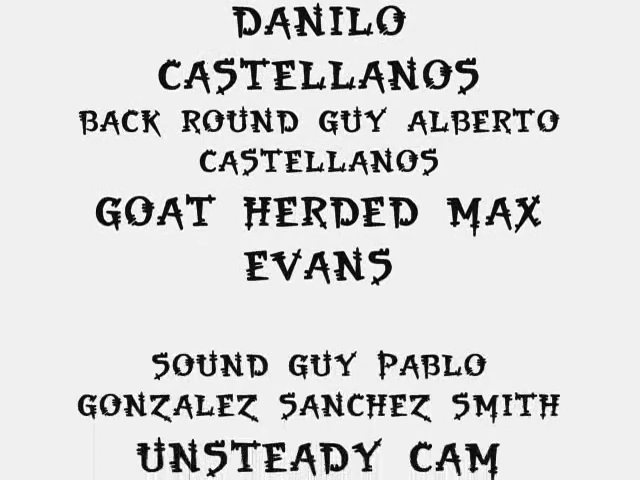 DANILO
CASTELLANOS
BACK ROUND GUY ALBERTO
CASTELLANOS
GOAT HERDED MAX
EVANS
SOUND GUY PABLO
GONZALEZ SANCHEZ SMITH
UNSTEADY CAM